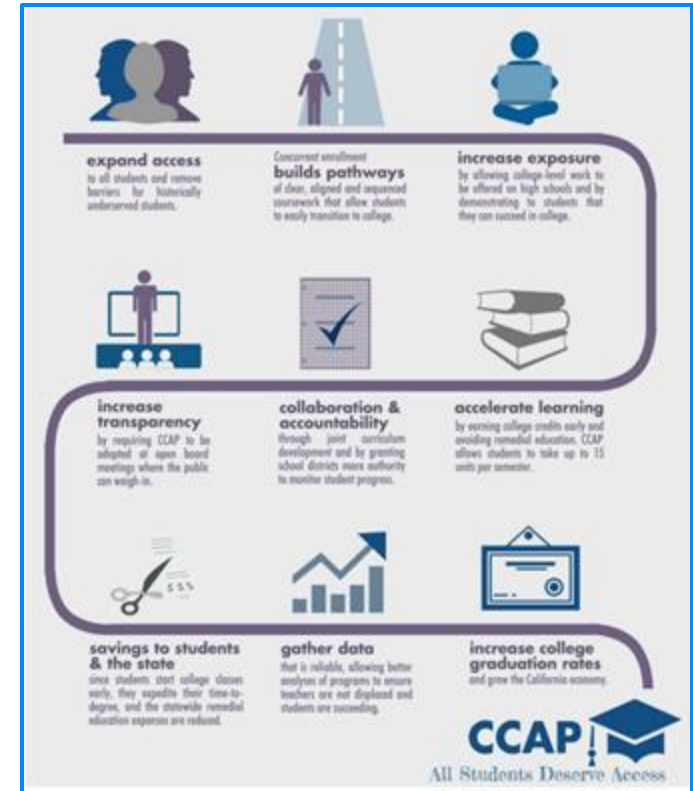 expand access
to all students and remove
barriers for historically
underserved students.
Concurrent enrollment
builds pathways
of clear, aligned and sequenced
coursework that allow students
to easily transition to college.
increase exposure
by allowing college-level work to
be offered on high schools and by
demonstrating to students that
they can succeed in college.
increase
transparency
by requiring CCAP to be
adopted at open board
meetings where the public
can weigh-in.
collaboration &
accountability
through joint curriculum
development and by granting
school districts more authority
to monitor student progress.
accelerate learning
by earning college credits early and
avoiding remedial education. CCAP
allows students to take up to 15
units per semester.
$$$
savings to students
& the state
since students start college classes
early, they expedite their time-to-
degree, and the statewide remedial
education expenses are reduced.
gather data
that is reliable, allowing better
analyses of programs to ensure
teachers are not displaced and
students are succeeding.
increase college
graduation rates
and grow the California economy.
CCAP!
All Students Deserve Access